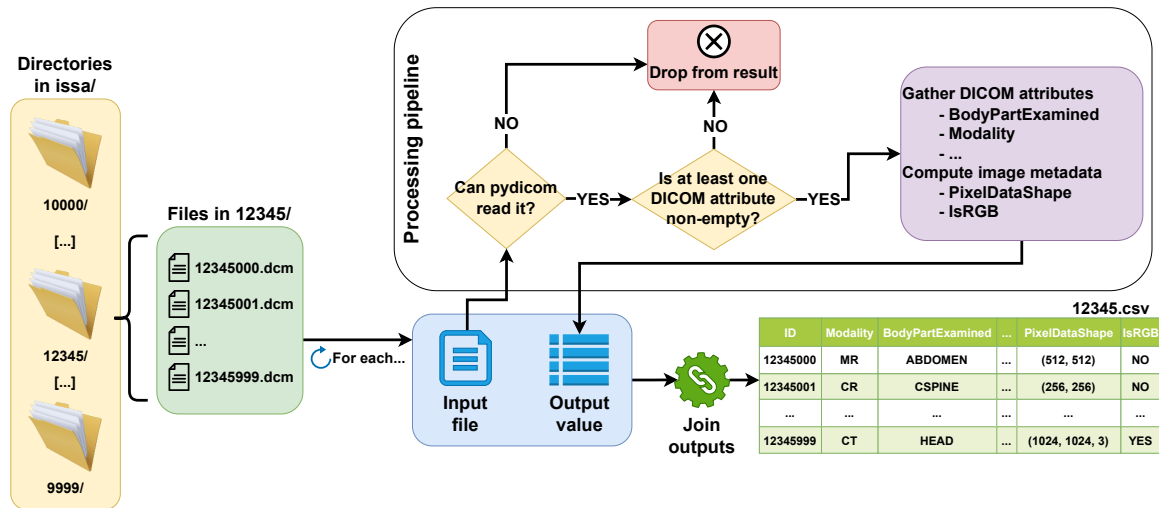 Directories
in issa/
10000/
[...]
12345/
[...]
9999/
Files in 12345/
12345000.dcm
12345001.dcm
...
12345999.dcm
For each...
Processing pipeline
Can pydicom
read it?
NO
YES
Drop from result
Is at least one
DICOM attribute
non-empty?
NO
YES
Gather DICOM attributes
- BodyPartExamined
- Modality
- ...
Compute image metadata
- PixelDataShape
- IsRGB
Input
file
Output
value
Join
outputs
12345.csv
ID Modality BodyPartExamined ... PixelDataShape IsRGB
12345000 MR ABDOMEN ... (512, 512) NO
12345001 CR CSPINE ... (256, 256) NO
... ... ... ... ...
12345999 CT HEAD ... (1024, 1024, 3) YES